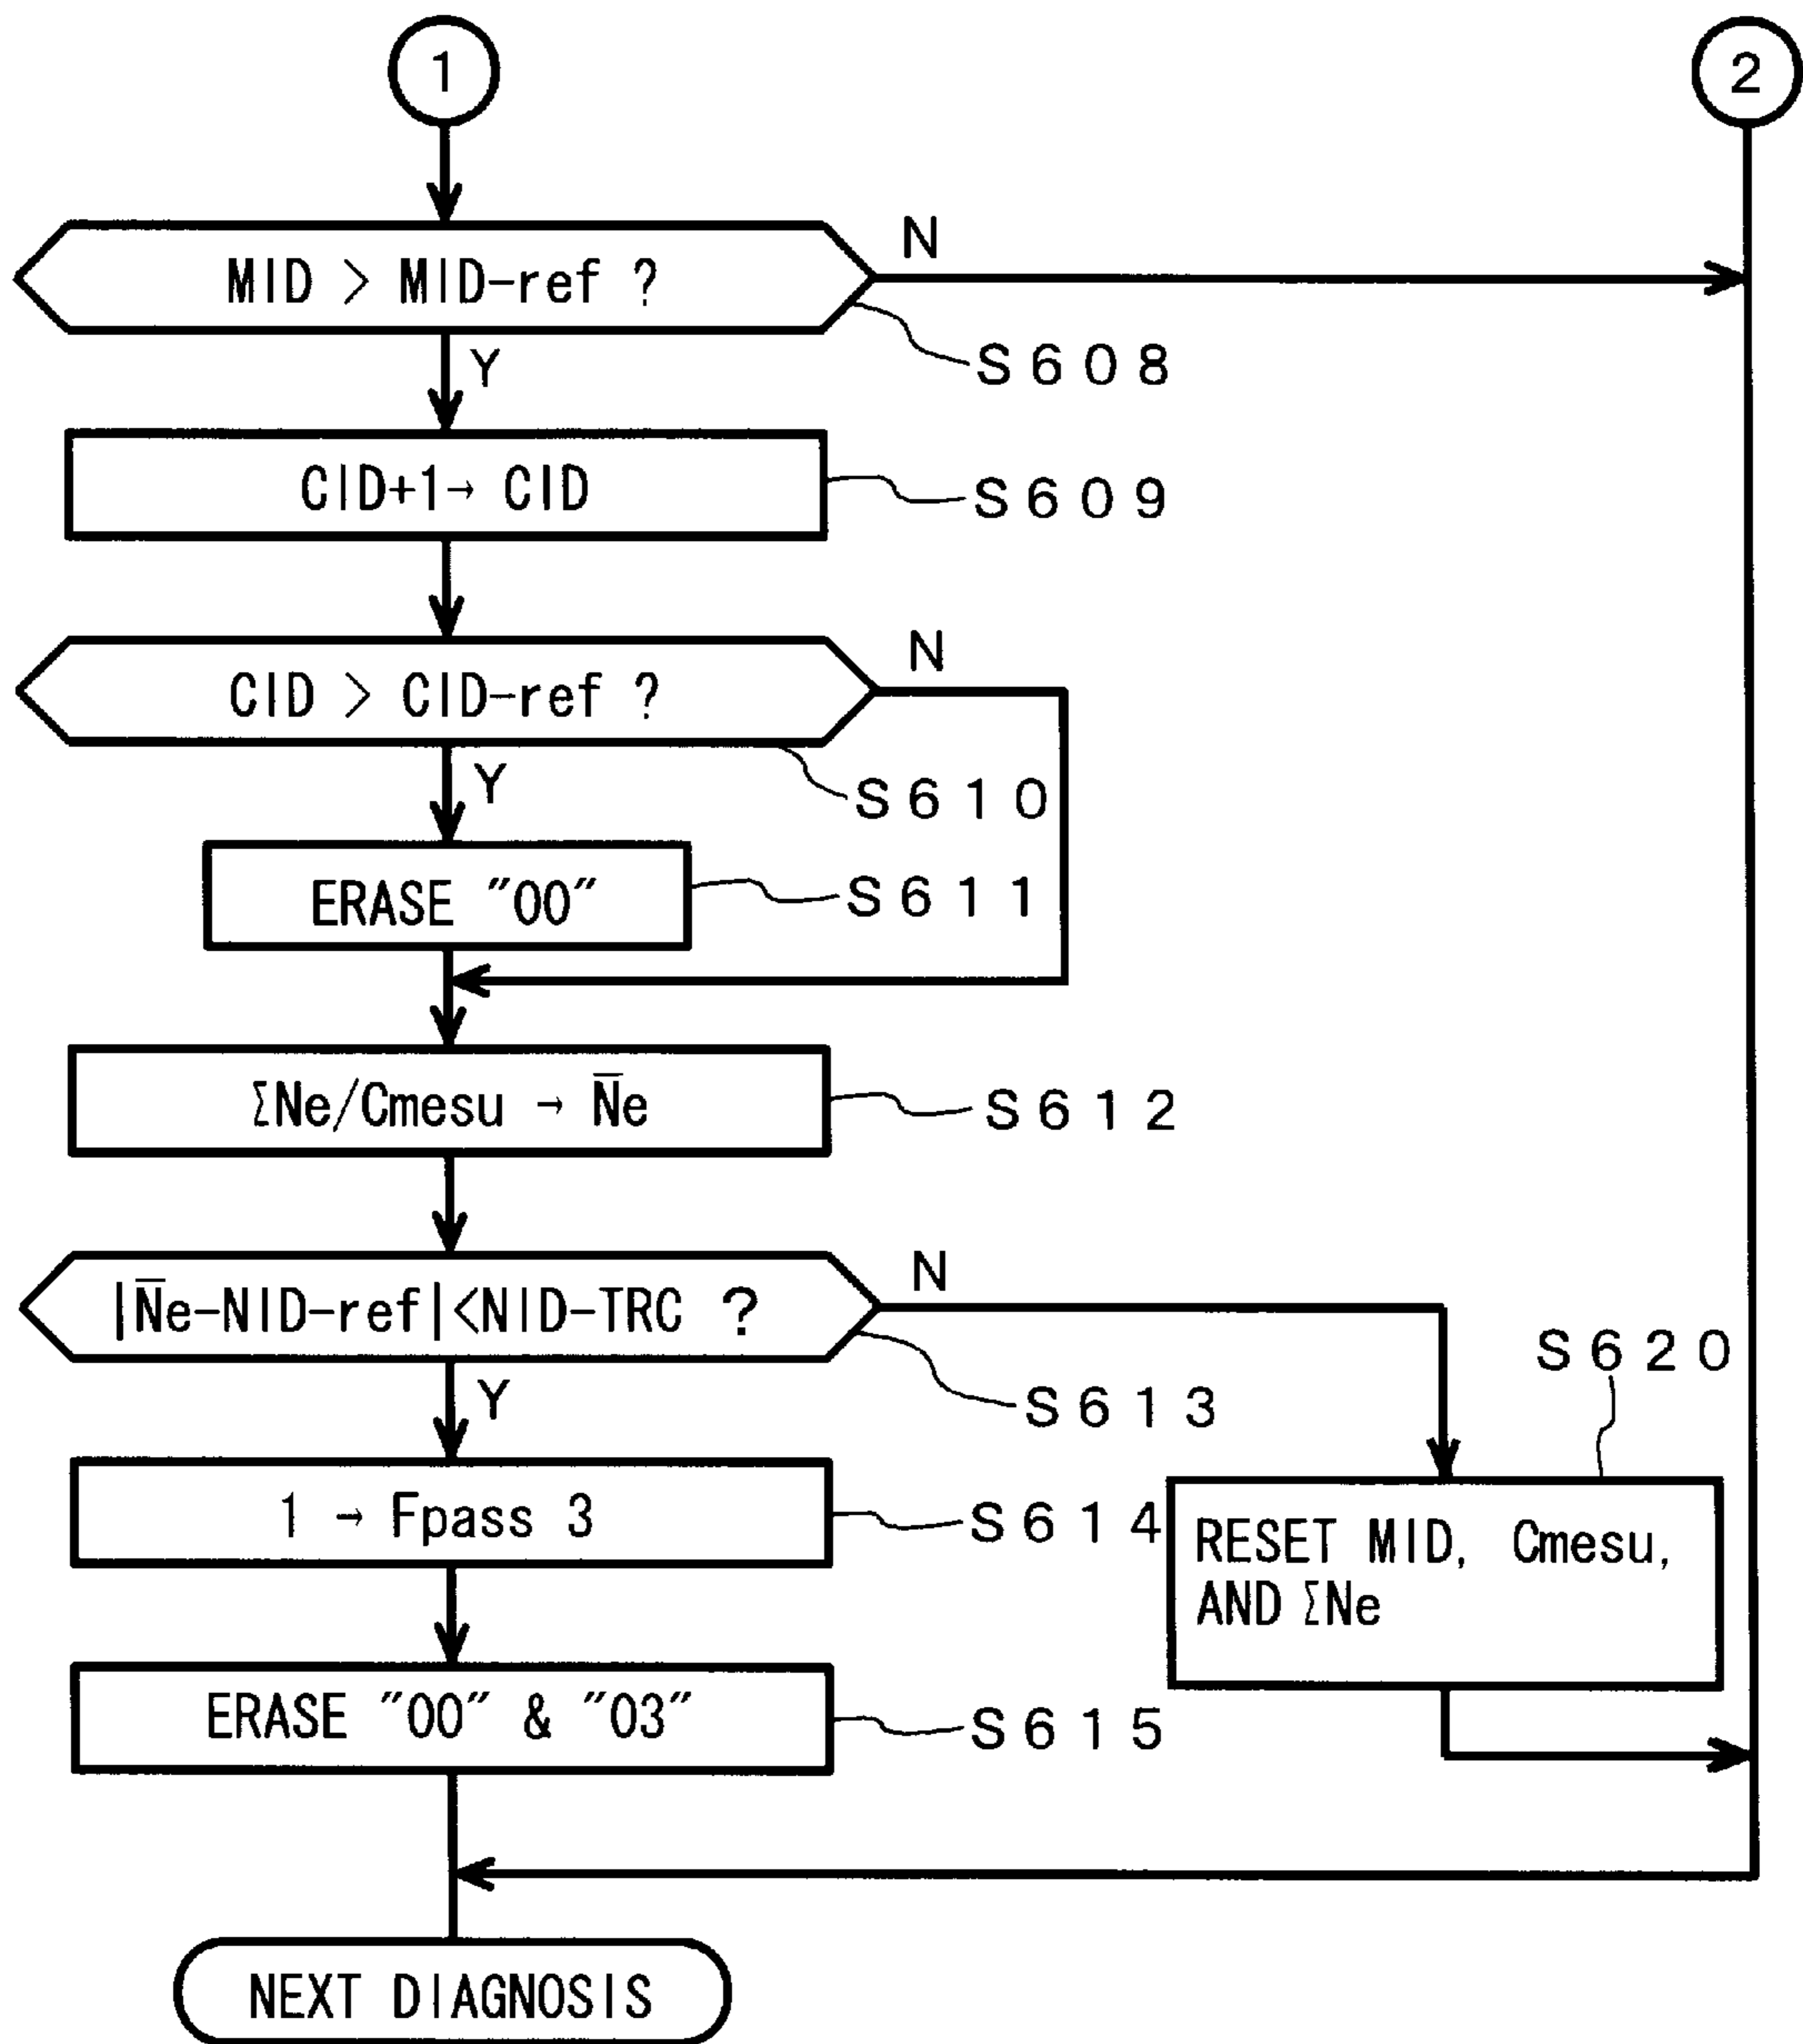 1
2
MID > MID-ref ?
N
S608
Y
CID+1→ CID
S609
CID > CID-ref ?
N
Y
S610
ERASE "00"
S611
ΣNe/Cmesu → N̅e
S612
|N̅e-NID-ref|<NID-TRC ?
N
S620
Y
S613
1 → Fpass 3
S614
RESET MID, Cmesu,
AND ΣNe
ERASE "00" & "03"
S615
NEXT DIAGNOSIS